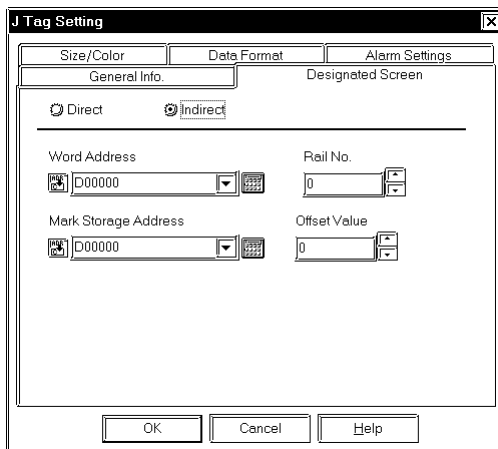 J Tag Setting
Size/Color Data Format Alarm Settings
General Info. Designated Screen
Direct Indirect
Word Address Rail No.
D00000 0
Mark Storage Address Offset Value
D00000 0
OK Cancel Help